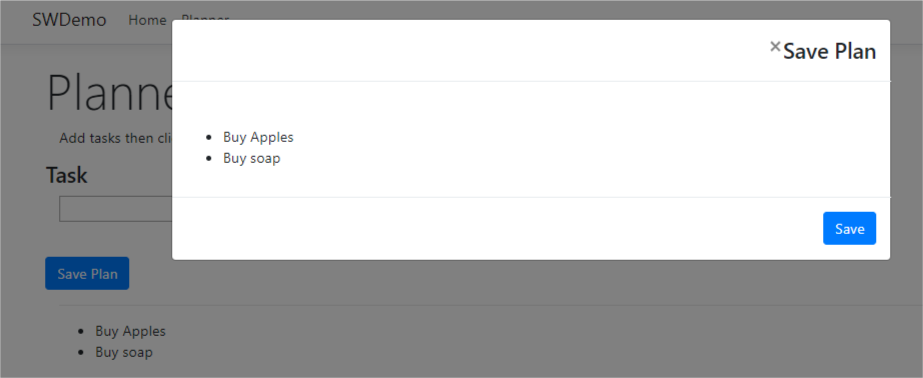 SWDemo Home Planner
×Save Plan
Planne
Add tasks then cli
Buy Apples
Buy soap
Task
Save
Save Plan
Buy Apples
Buy soap